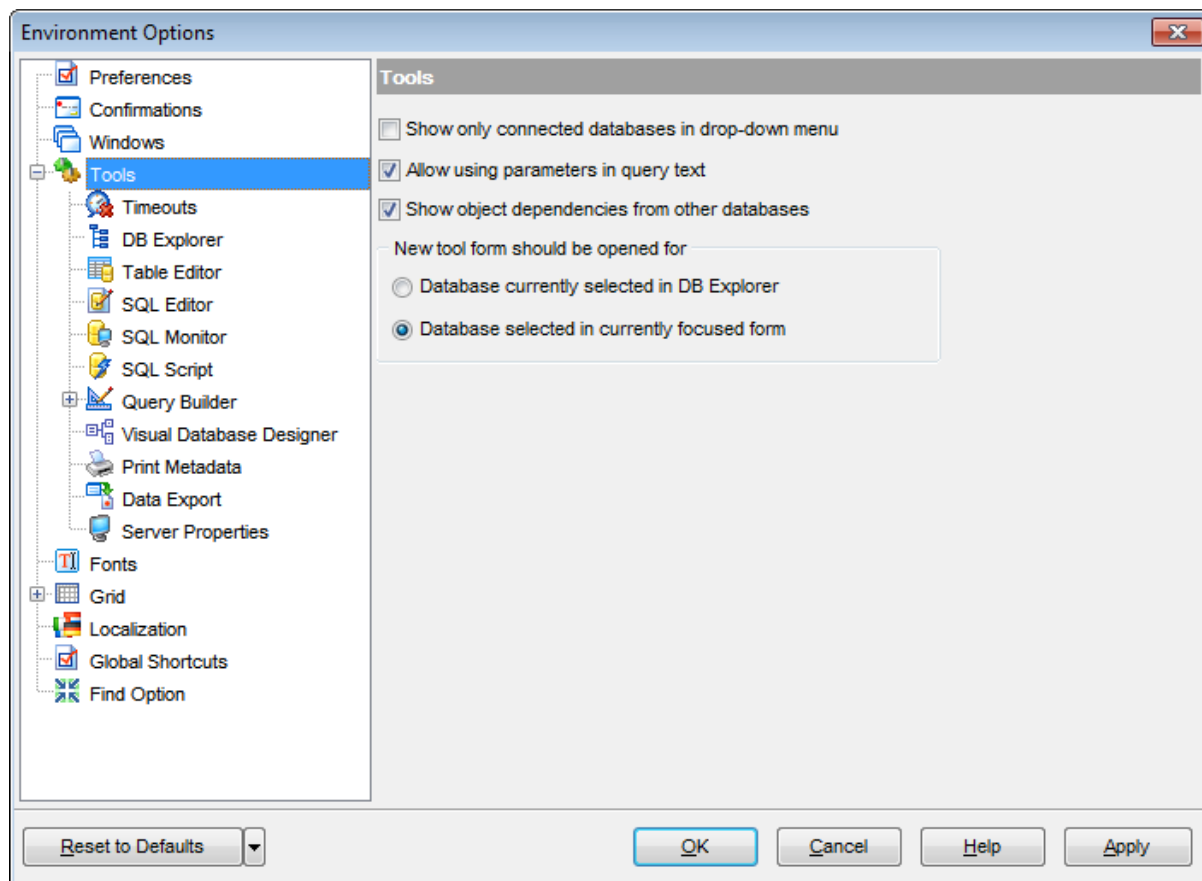 Environment Options
Preferences
Confirmations
Windows
Tools
Timeouts
DB Explorer
Table Editor
SQL Editor
SQL Monitor
SQL Script
Query Builder
Visual Database Designer
Print Metadata
Data Export
Server Properties
Fonts
Grid
Localization
Global Shortcuts
Find Option
Tools
Show only connected databases in drop-down menu
Allow using parameters in query text
Show object dependencies from other databases
New tool form should be opened for
Database currently selected in DB Explorer
Database selected in currently focused form
Reset to Defaults
OK
Cancel
Help
Apply